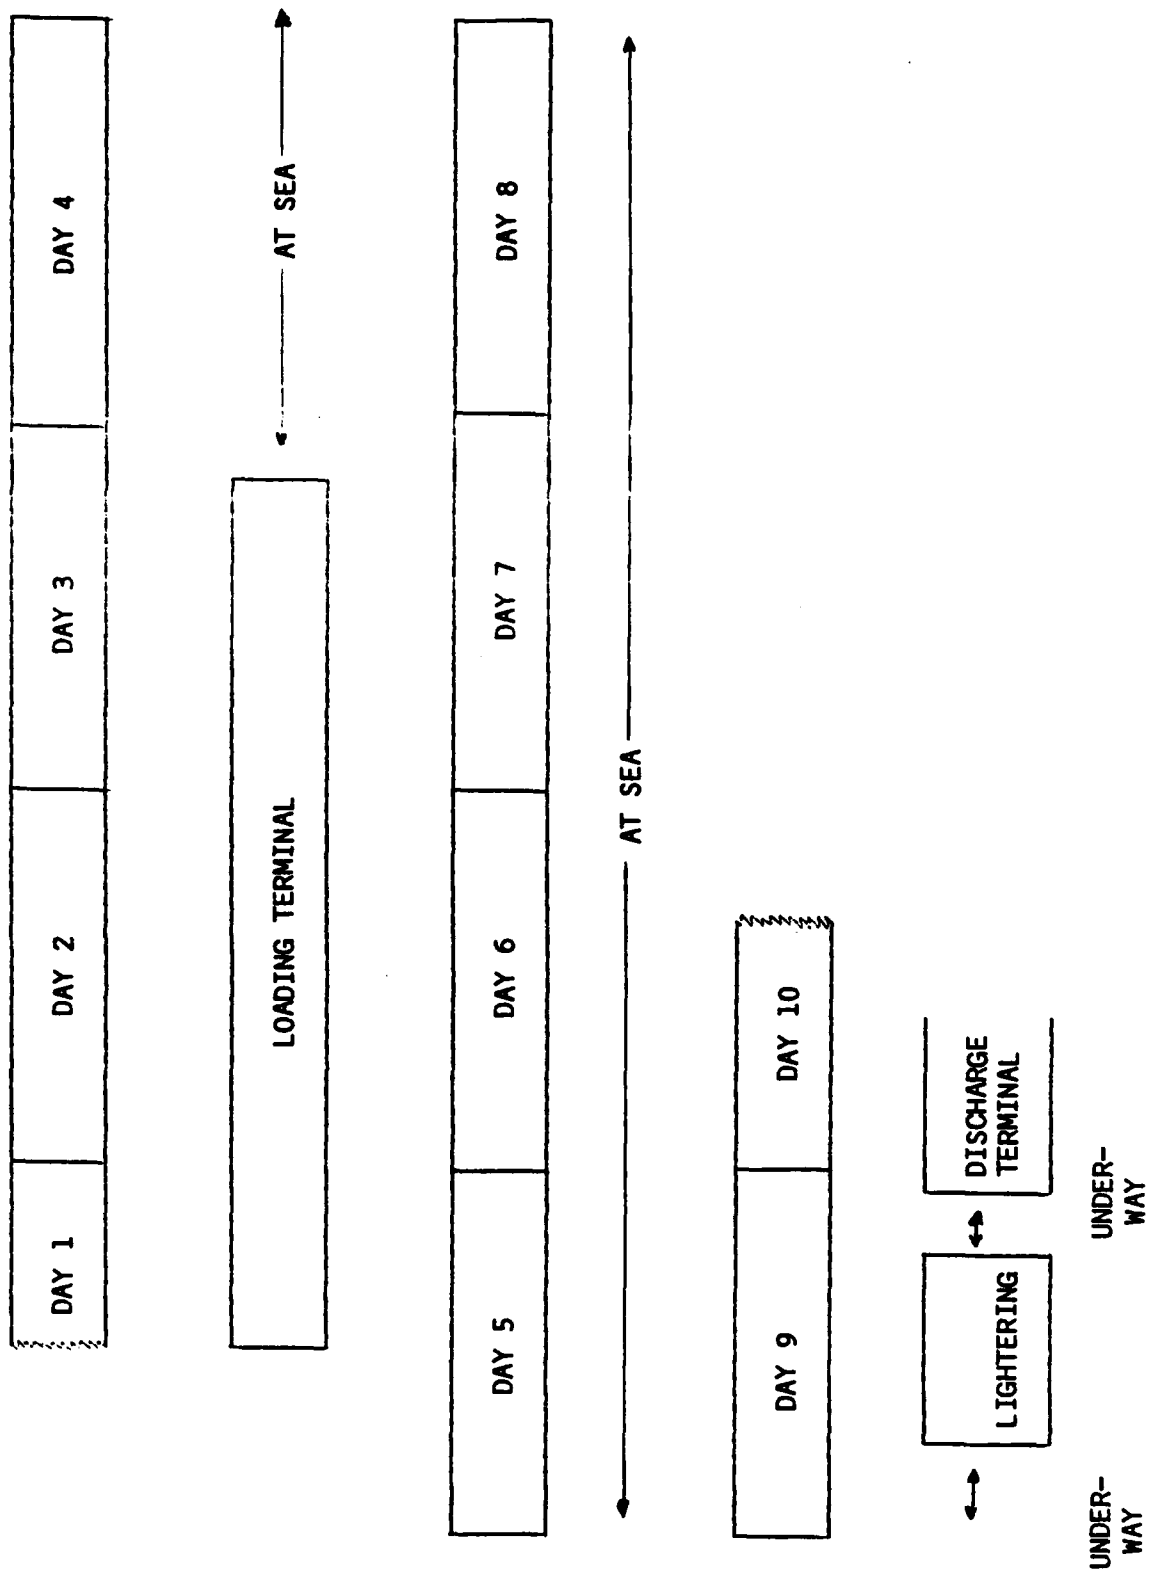 DAY 1
DAY 2
DAY 3
DAY 4
LOADING TERMINAL
AT SEA
DAY 5
DAY 6
DAY 7
DAY 8
AT SEA
DAY 9
DAY 10
LIGHTERING
DISCHARGE
TERMINAL
UNDER-
WAY
UNDER-
WAY